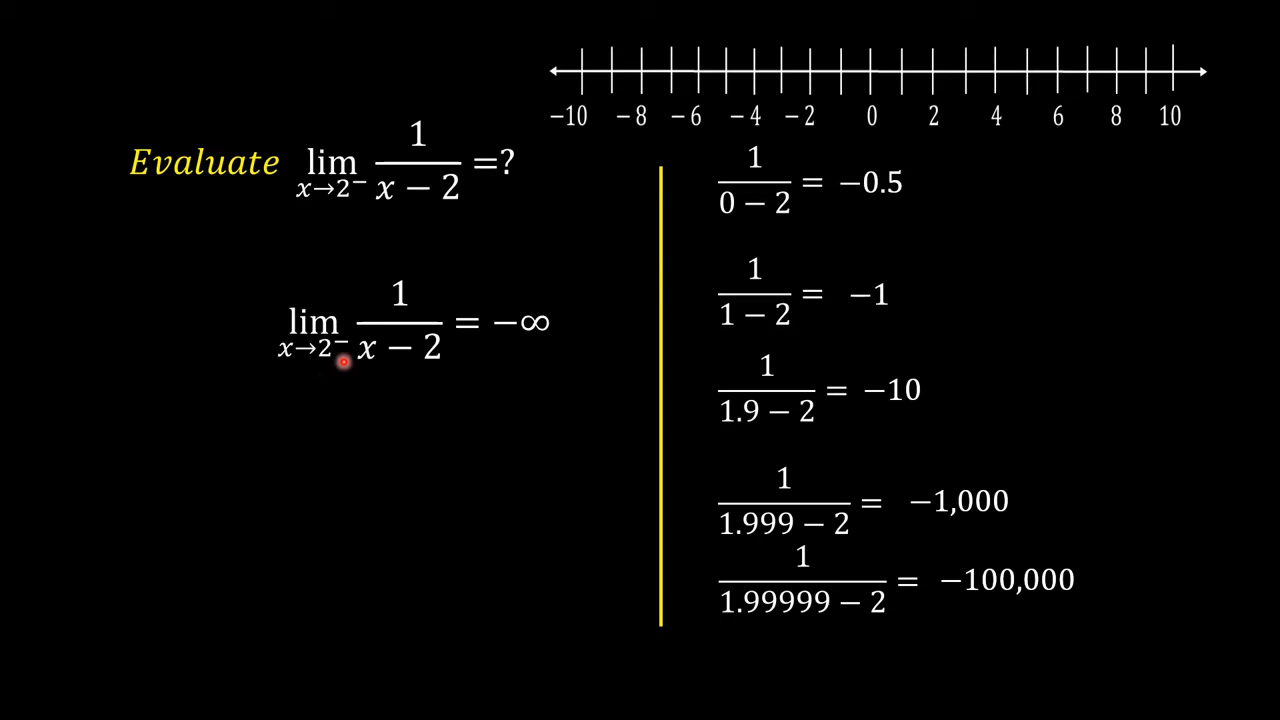 −10 −8 −6 −4 −2 0 2 4 6 8 10
Evaluate lim x→2⁻ 1/(x − 2) =?
lim x→2⁻ 1/(x − 2) = −∞
1/(0 − 2) = −0.5
1/(1 − 2) = −1
1/(1.9 − 2) = −10
1/(1.999 − 2) = −1,000
1/(1.99999 − 2) = −100,000